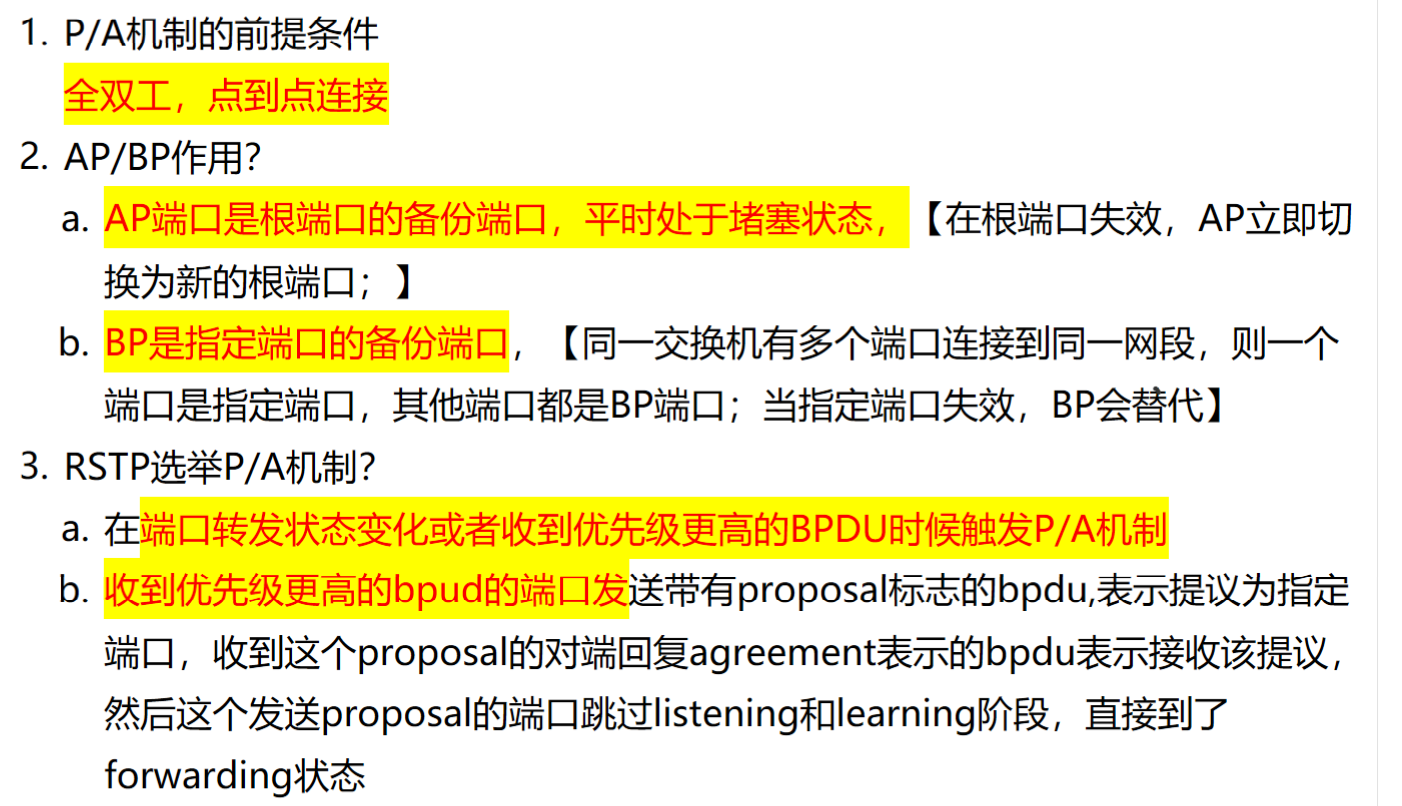 1. P/A机制的前提条件
全双工，点到点连接
2. AP/BP作用？
a. AP端口是根端口的备份端口，平时处于堵塞状态，【在根端口失效，AP立即切
换为新的根端口；】
b. BP是指定端口的备份端口，【同一交换机有多个端口连接到同一网段，则一个
端口是指定端口，其他端口都是BP端口；当指定端口失效，BP会替代】
3. RSTP选举P/A机制？
a. 在端口转发状态变化或者收到优先级更高的BPDU时候触发P/A机制
b. 收到优先级更高的bpud的端口发送带有proposal标志的bpdu,表示提议为指定
端口，收到这个proposal的对端回复agreement表示的bpdu表示接收该提议，
然后这个发送proposal的端口跳过listening和learning阶段，直接到了
forwarding状态